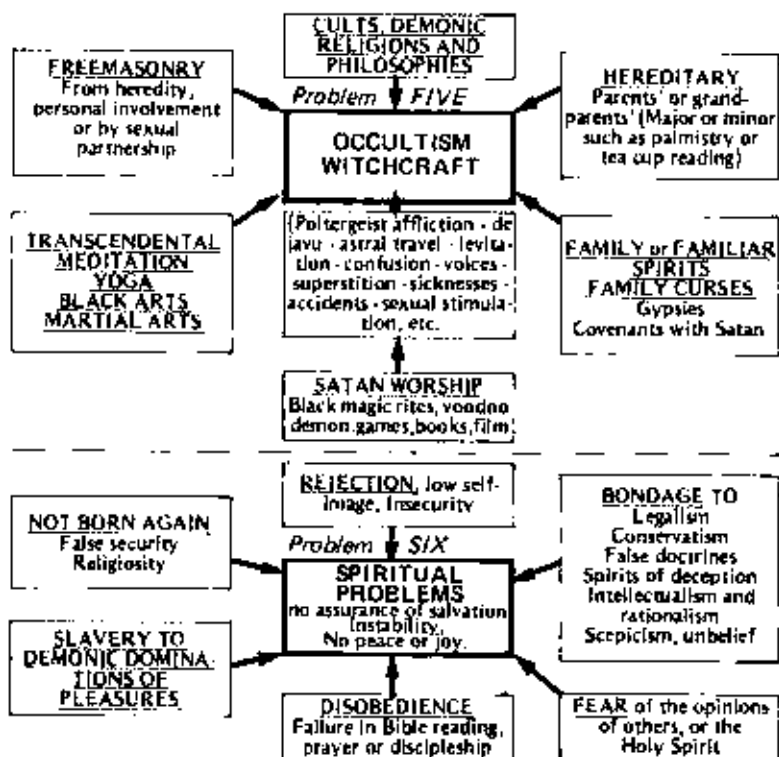 CULTS, DEMONIC
RELIGIONS AND
PHILOSOPHIES
FREEMASONRY
From heredity,
personal involvement
or by sexual
partnership
Problem FIVE
HEREDITARY
Parents' or grand-
parents' (Major or minor
such as palmistry or
tea cup reading)
OCCULTISM
WITCHCRAFT
TRANSCENDENTAL
MEDITATION
YOGA
BLACK ARTS
MARTIAL ARTS
(Poltergeist affliction - de
javu - astral travel - levita-
tion - confusion - voices -
superstition - sicknesses -
accidents - sexual stimula-
tion, etc.
FAMILY or FAMILIAR
SPIRITS
FAMILY CURSES
Gypsies
Covenants with Satan
SATAN WORSHIP
Black magic rites, voodoo
demon games, books, film
REJECTION, low self-
image, Insecurity
NOT BORN AGAIN
False security
Religiosity
Problem SIX
BONDAGE TO
Legalism
Conservatism
False doctrines
Spirits of deception
Intellectualism and
rationalism
Scepicism, unbelief
SPIRITUAL
PROBLEMS
no assurance of salvation
Instability,
No peace or joy.
SLAVERY TO
DEMONIC DOMINA-
TIONS OF
PLEASURES
DISOBEDIENCE
Failure in Bible reading,
prayer or discipleship
FEAR of the opinions
of others, or the
Holy Spirit